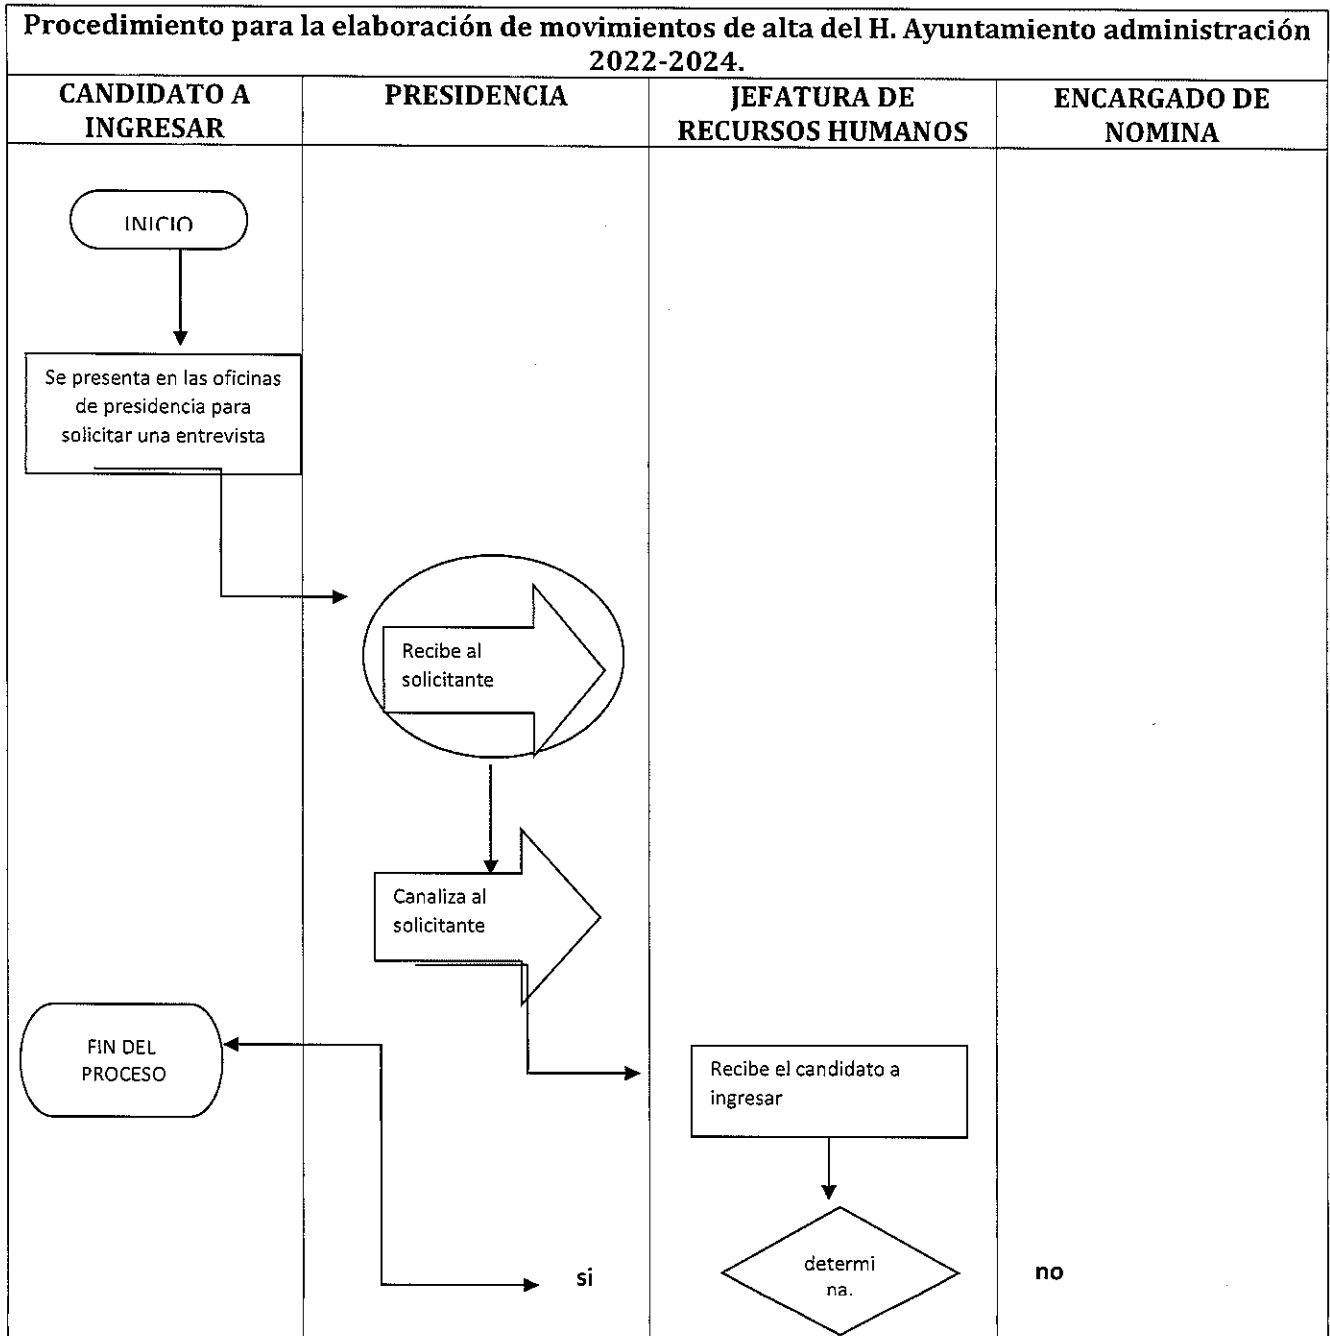 Procedimiento para la elaboración de movimientos de alta del H. Ayuntamiento administración
2022-2024.
CANDIDATO A
INGRESAR
PRESIDENCIA
JEFATURA DE
RECURSOS HUMANOS
ENCARGADO DE
NOMINA
INICIO
Se presenta en las oficinas
de presidencia para
solicitar una entrevista
Recibe al
solicitante
Canaliza al
solicitante
FIN DEL
PROCESO
Recibe el candidato a
ingresar
si
determi
na.
no